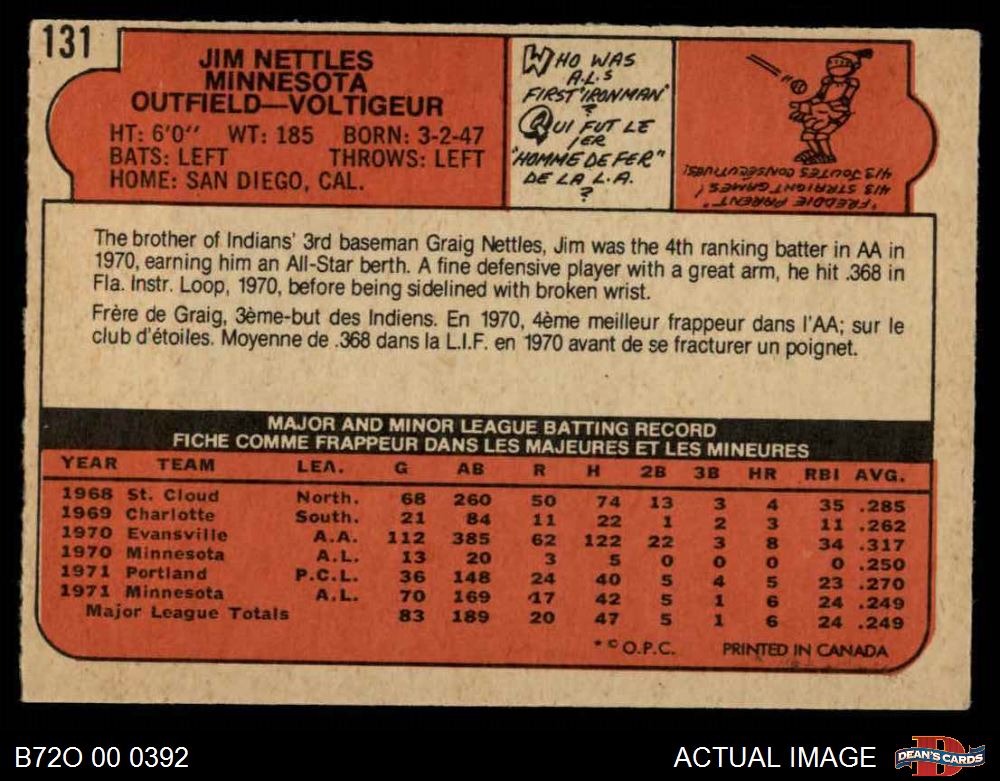 131
JIM NETTLES
MINNESOTA
OUTFIELD—VOLTIGEUR
HT: 6'0" WT: 185 BORN: 3-2-47
BATS: LEFT THROWS: LEFT
HOME: SAN DIEGO, CAL.
WHO WAS
A.L.S
FIRST "IRONMAN"
?
QUI FUT LE
1ER
"HOMME DE FER"
DE LA L.A.
?
"FREDDIE PARENT"
413 STRAIGHT GAMES!
413 JOUTES CONSÉCUTIVES!
The brother of Indians' 3rd baseman Graig Nettles, Jim was the 4th ranking batter in AA in
1970, earning him an All-Star berth. A fine defensive player with a great arm, he hit .368 in
Fla. Instr. Loop, 1970, before being sidelined with broken wrist.
Frère de Graig, 3ème-but des Indiens. En 1970, 4ème meilleur frappeur dans l'AA; sur le
club d'étoiles. Moyenne de .368 dans la L.I.F. en 1970 avant de se fracturer un poignet.
MAJOR AND MINOR LEAGUE BATTING RECORD
FICHE COMME FRAPPEUR DANS LES MAJEURES ET LES MINEURES
YEAR TEAM LEA. G AB R H 2B 3B HR RBI AVG.
1968 St. Cloud North. 68 260 50 74 13 3 4 35 .285
1969 Charlotte South. 21 84 11 22 1 2 3 11 .262
1970 Evansville A.A. 112 385 62 122 22 3 8 34 .317
1970 Minnesota A.L. 13 20 3 5 0 0 0 0 .250
1971 Portland P.C.L. 36 148 24 40 5 4 5 23 .270
1971 Minnesota A.L. 70 169 17 42 5 1 6 24 .249
Major League Totals 83 189 20 47 5 1 6 24 .249
* © O.P.C. PRINTED IN CANADA
B72O 00 0392
ACTUAL IMAGE
DEAN'S CARDS